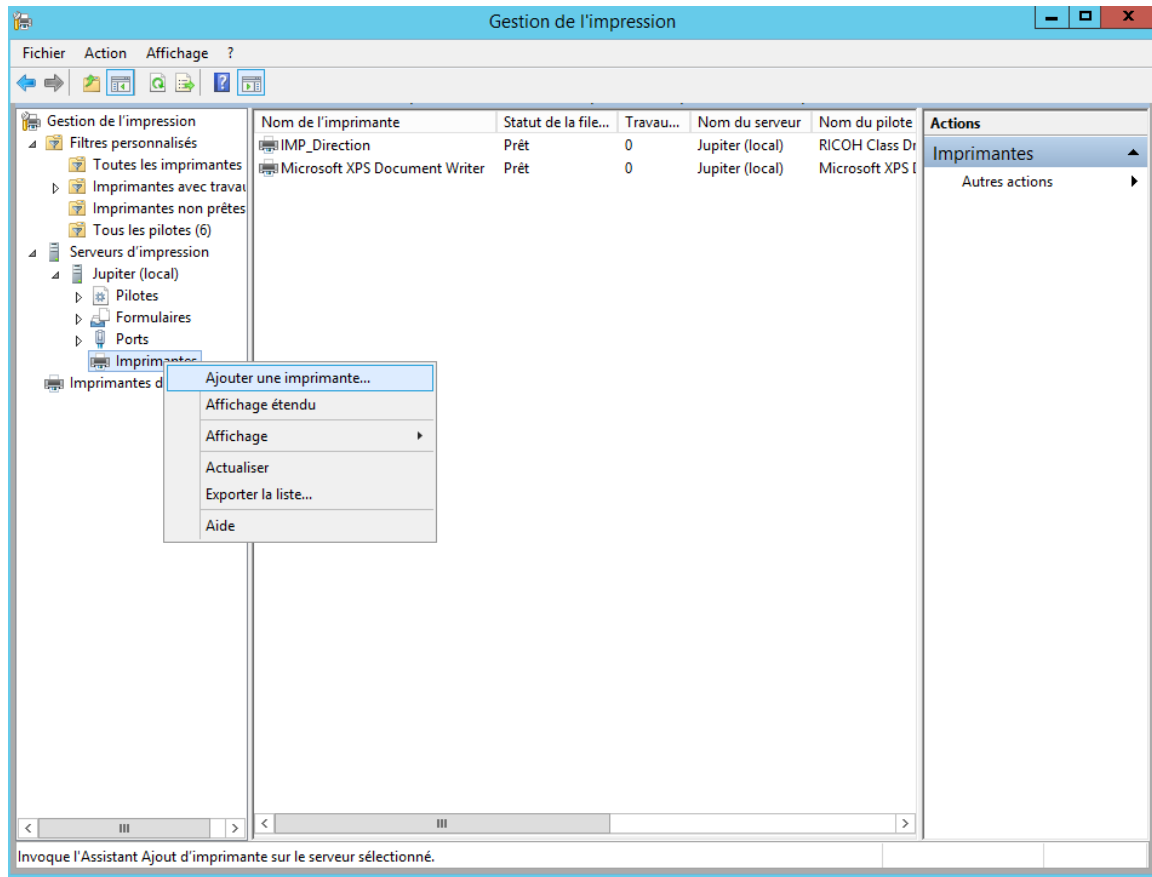 Gestion de l'impression
Fichier Action Affichage ?
Gestion de l'impression
Filtres personnalisés
Toutes les imprimantes
Imprimantes avec travau
Imprimantes non prêtes
Tous les pilotes (6)
Serveurs d'impression
Jupiter (local)
Pilotes
Formulaires
Ports
Imprimantes
Imprimantes d
Nom de l'imprimante Statut de la file... Travau... Nom du serveur Nom du pilote
IMP_Direction Prêt 0 Jupiter (local) RICOH Class Dr
Microsoft XPS Document Writer Prêt 0 Jupiter (local) Microsoft XPS
Ajouter une imprimante...
Affichage étendu
Affichage
Actualiser
Exporter la liste...
Aide
Actions
Imprimantes
Autres actions
Invoque l'Assistant Ajout d'imprimante sur le serveur sélectionné.